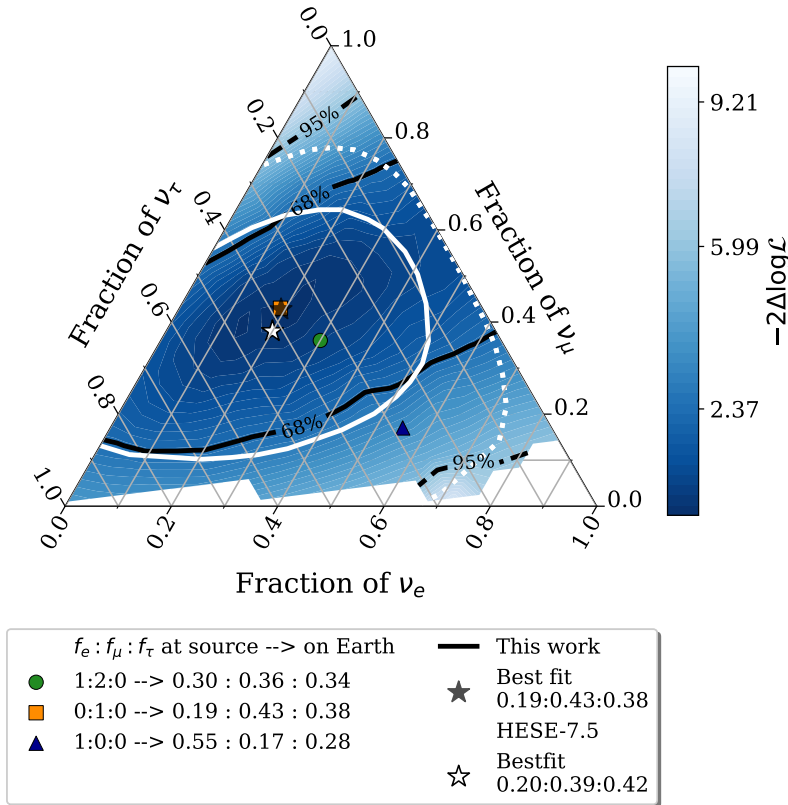 0.0
1.0
0.2
95%
0.8
9.21
0.4
68%
0.6
Fraction of ντ
Fraction of νμ
5.99
−2ΔlogL
0.6
0.4
0.8
68%
0.2
2.37
95%
1.0
0.0
0.0
0.2
0.4
0.6
0.8
1.0
Fraction of νe
fe : fμ : fτ at source --> on Earth
1:2:0 --> 0.30 : 0.36 : 0.34
0:1:0 --> 0.19 : 0.43 : 0.38
1:0:0 --> 0.55 : 0.17 : 0.28
This work
Best fit
0.19:0.43:0.38
HESE-7.5
Bestfit
0.20:0.39:0.42